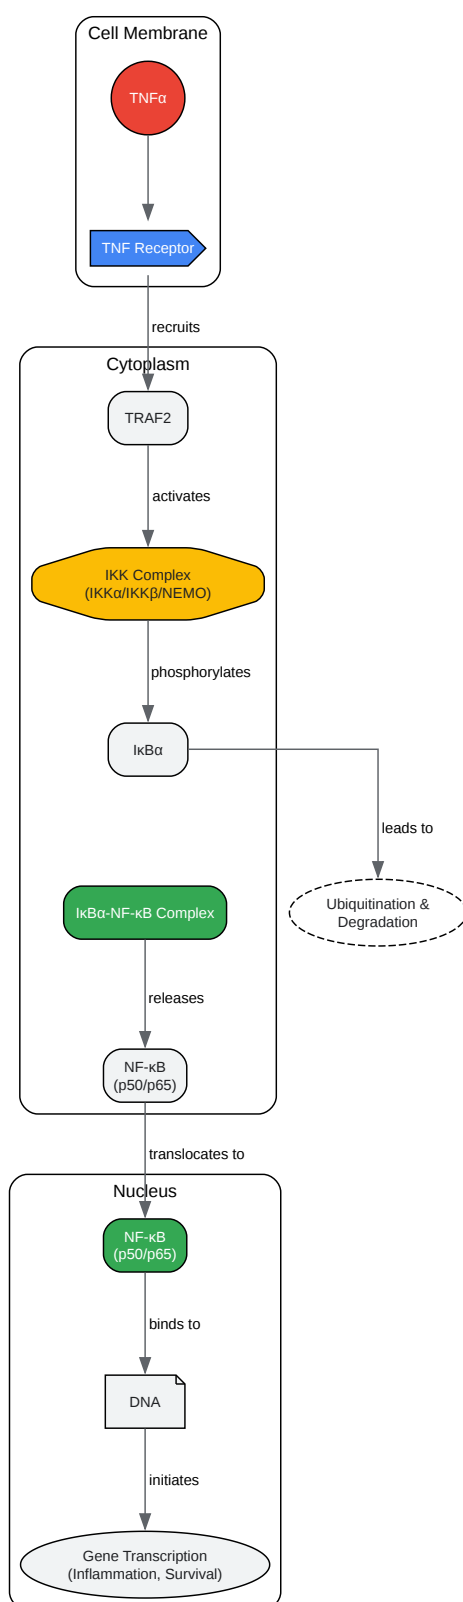 Cell Membrane
TNFα
TNF Receptor
recruits
Cytoplasm
TRAF2
activates
IKK Complex
(IKKα/IKKβ/NEMO)
phosphorylates
IκBα
leads to
Ubiquitination &
Degradation
IκBα-NF-κB Complex
releases
NF-κB
(p50/p65)
translocates to
Nucleus
NF-κB
(p50/p65)
binds to
DNA
initiates
Gene Transcription
(Inflammation, Survival)